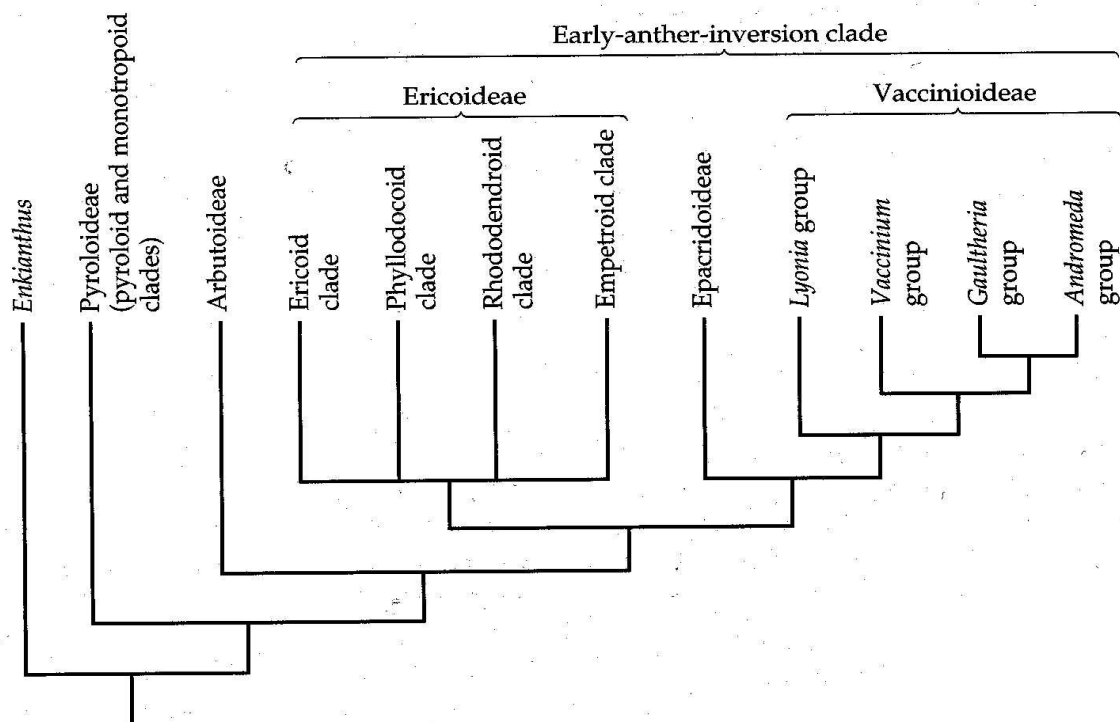 Early-anther-inversion clade
Ericoideae
Vaccinioideae
Enkianthus
Pyroloideae
(pyroloid and monotropoid
clades)
Arbutoideae
Ericoid
clade
Phyllodocoid
clade
Rhododendroid
clade
Empetroid clade
Epacridoideae
Lyonia group
Vaccinium
group
Gaultheria
group
Andromeda
group